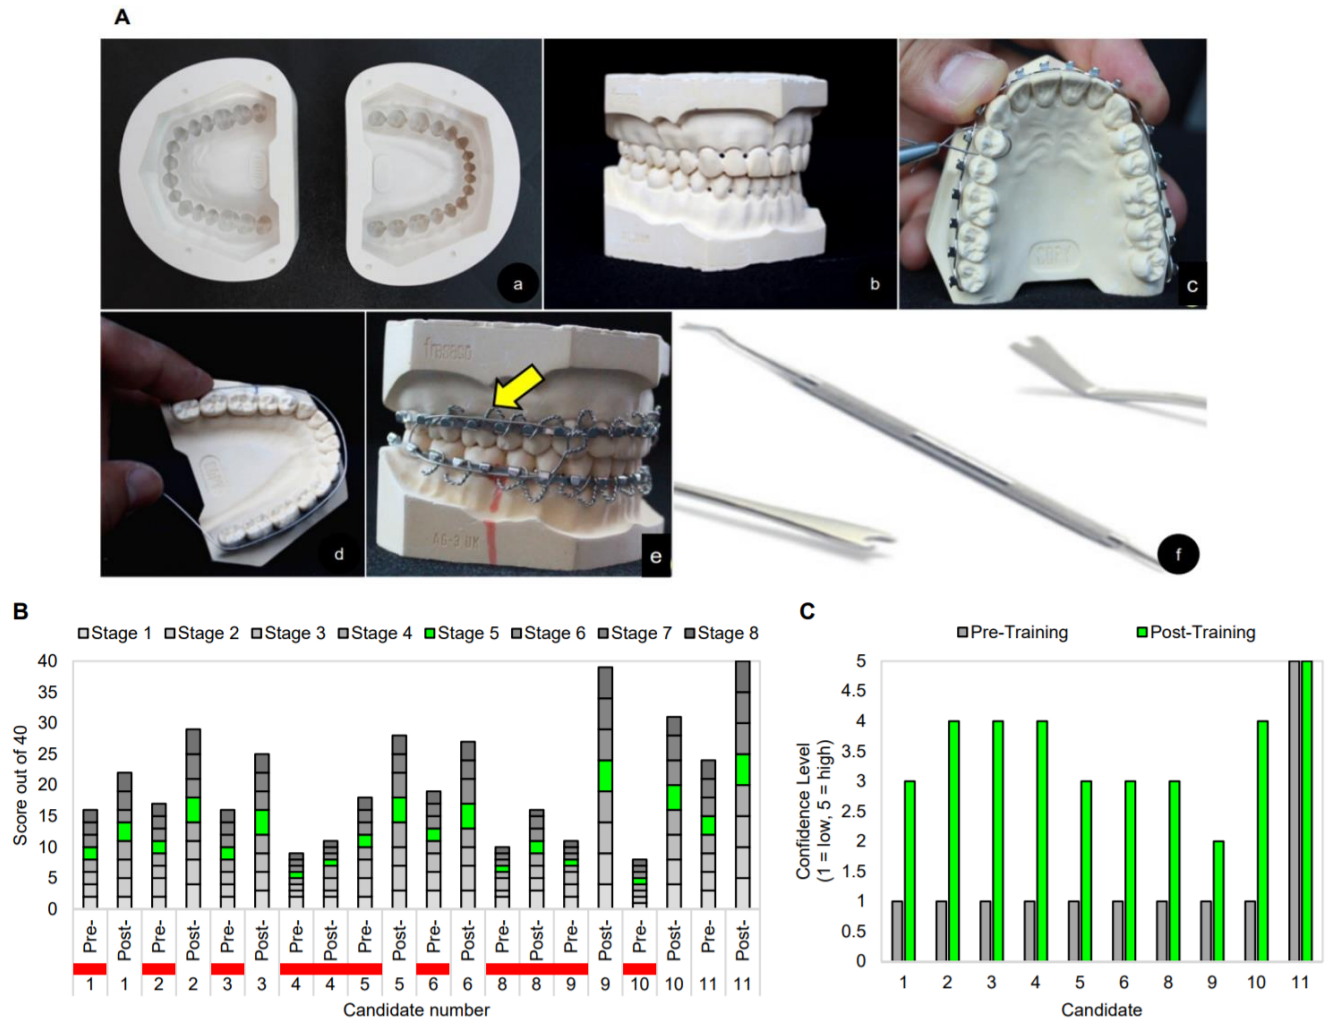 A
a
b
c
d
frasaco
AG-3 UK
e
f
B
Stage 1 Stage 2 Stage 3 Stage 4 Stage 5 Stage 6 Stage 7 Stage 8
Score out of 40
40
35
30
25
20
15
10
5
0
Pre- Post- Pre- Post- Pre- Post- Pre- Post- Pre- Post- Pre- Post- Pre- Post- Pre- Post- Pre- Post- Pre- Post-
1 1 2 2 3 3 4 4 5 5 6 6 8 8 9 9 10 10 11 11
Candidate number
C
Pre-Training Post-Training
Confidence Level
(1 = low, 5 = high)
5
4.5
4
3.5
3
2.5
2
1.5
1
0.5
0
1 2 3 4 5 6 8 9 10 11
Candidate